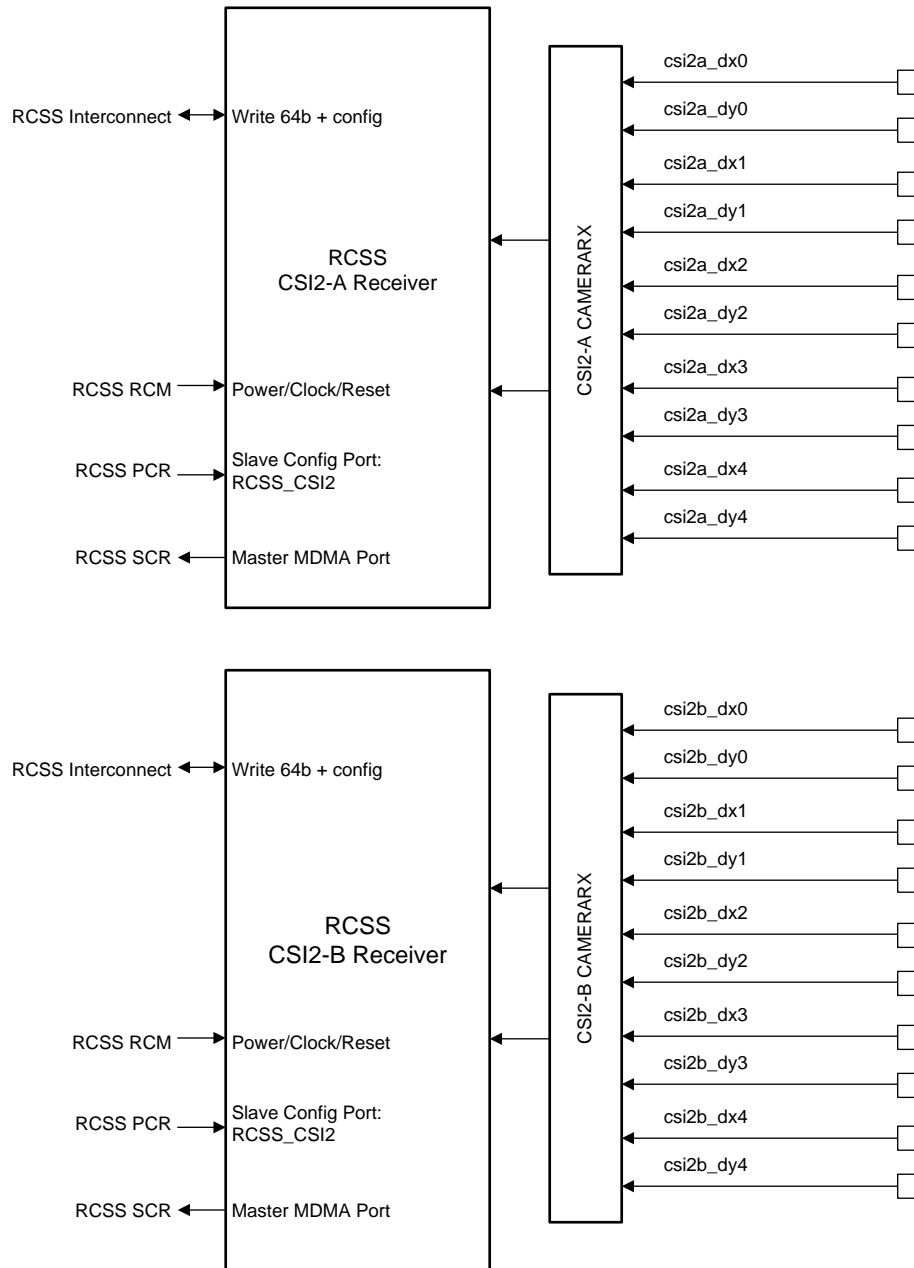 csi2a_dx0
RCSS Interconnect
Write 64b + config
csi2a_dy0
csi2a_dx1
csi2a_dy1
RCSS
CSI2-A Receiver
CSI2-A CAMERARX
csi2a_dx2
csi2a_dy2
csi2a_dx3
RCSS RCM
Power/Clock/Reset
csi2a_dy3
RCSS PCR
Slave Config Port:
RCSS_CSI2
csi2a_dx4
csi2a_dy4
RCSS SCR
Master MDMA Port
csi2b_dx0
RCSS Interconnect
Write 64b + config
csi2b_dy0
csi2b_dx1
csi2b_dy1
RCSS
CSI2-B Receiver
CSI2-B CAMERARX
csi2b_dx2
csi2b_dy2
csi2b_dx3
RCSS RCM
Power/Clock/Reset
csi2b_dy3
RCSS PCR
Slave Config Port:
RCSS_CSI2
csi2b_dx4
csi2b_dy4
RCSS SCR
Master MDMA Port